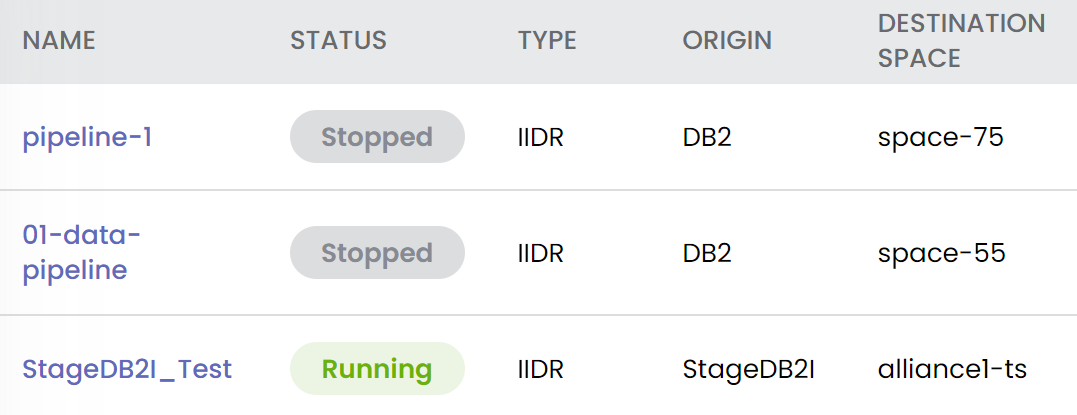 NAME STATUS TYPE ORIGIN DESTINATION
SPACE
pipeline-1 Stopped IIDR DB2 space-75
01-data-
pipeline Stopped IIDR DB2 space-55
StageDB2I_Test Running IIDR StageDB2I alliance1-ts